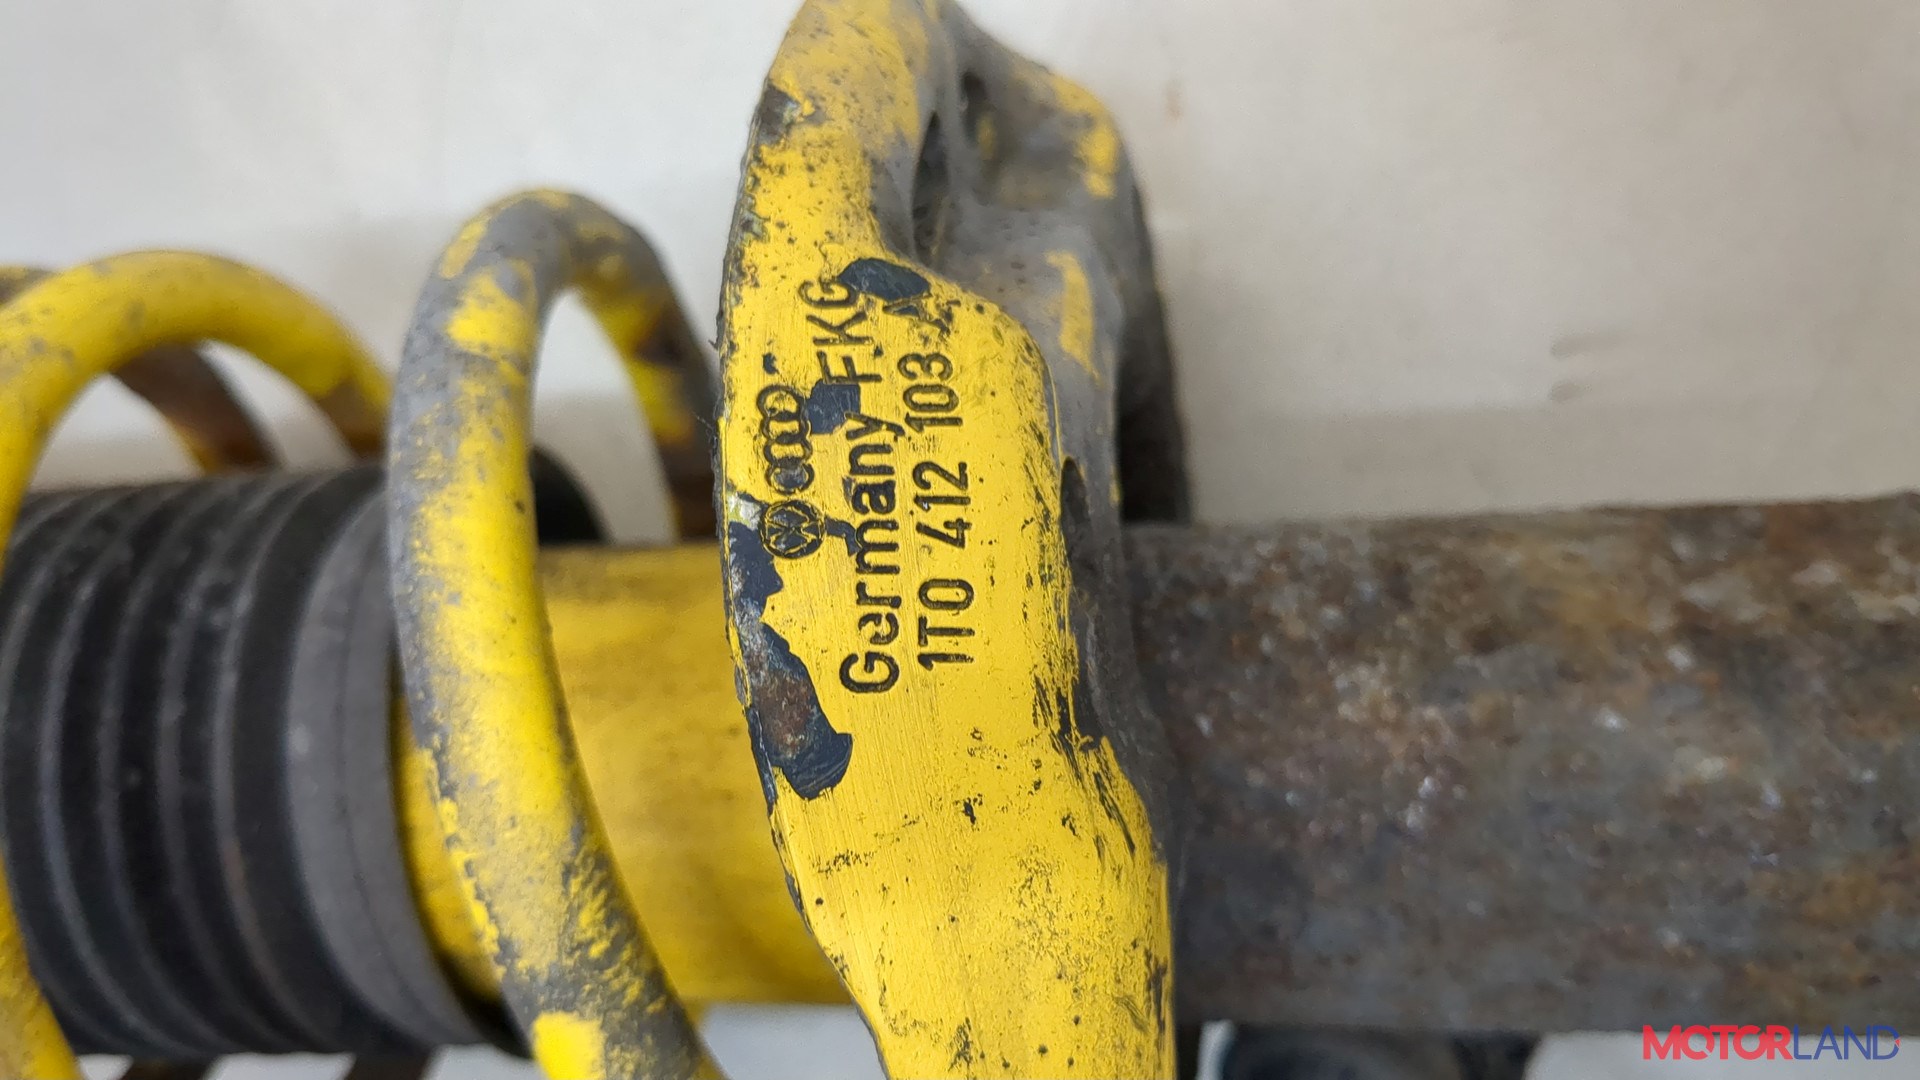 Germany FKG
1T0 412 103 A
MOTORLAND